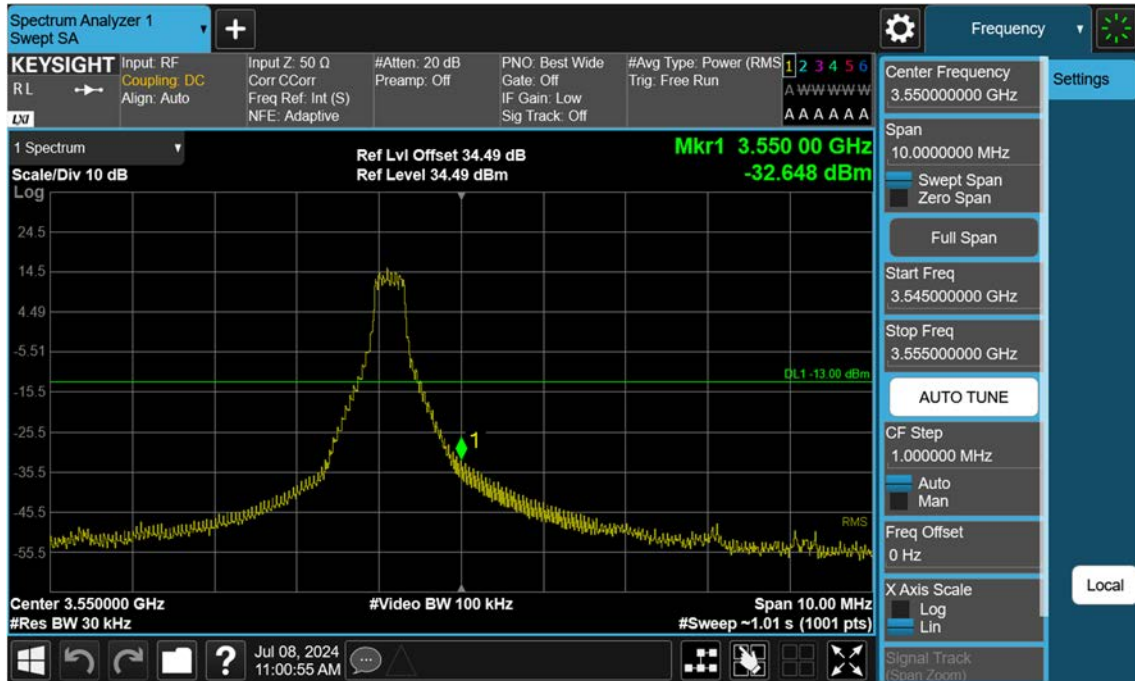 Spectrum Analyzer 1
Swept SA
+
Frequency
KEYSIGHT
R L
LXI
Input: RF
Coupling: DC
Align: Auto
Input Z: 50 Ω
Corr CCorr
Freq Ref: Int (S)
NFE: Adaptive
#Atten: 20 dB
Preamp: Off
PNO: Best Wide
Gate: Off
IF Gain: Low
Sig Track: Off
#Avg Type: Power (RMS
Trig: Free Run
1 2 3 4 5 6
A W W W W W
A A A A A A
1 Spectrum
Scale/Div 10 dB
Ref Lvl Offset 34.49 dB
Ref Level 34.49 dBm
Mkr1 3.550 00 GHz
-32.648 dBm
Log
24.5
14.5
4.49
-5.51
DL1 -13.00 dBm
-15.5
-25.5
1
-35.5
-45.5
RMS
-55.5
Center 3.550000 GHz
#Video BW 100 kHz
Span 10.00 MHz
#Res BW 30 kHz
#Sweep ~1.01 s (1001 pts)
Center Frequency
3.550000000 GHz
Settings
Span
10.0000000 MHz
Swept Span
Zero Span
Full Span
Start Freq
3.545000000 GHz
Stop Freq
3.555000000 GHz
AUTO TUNE
CF Step
1.000000 MHz
Auto
Man
Freq Offset
0 Hz
X Axis Scale
Log
Lin
Local
Signal Track
(Span Zoom)
?
Jul 08, 2024
11:00:55 AM